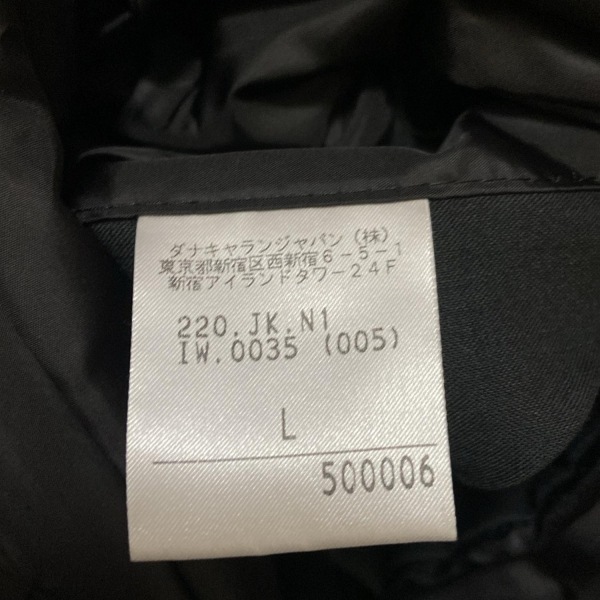 ダナキャランジャパン（株）
東京都新宿区西新宿６－５－１
新宿アイランドタワー２４Ｆ
220.JK.N1
IW.0035 (005)
L
500006